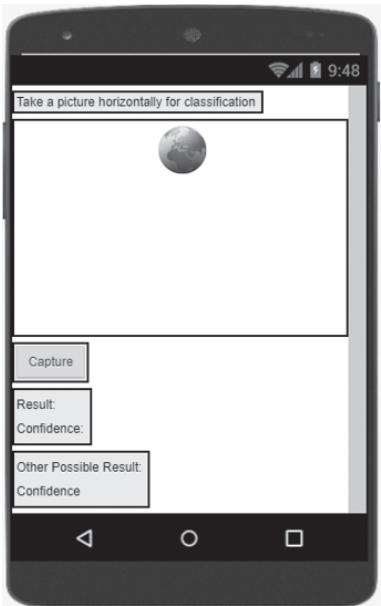 9:48
Take a picture horizontally for classification
Capture
Result:
Confidence:
Other Possible Result:
Confidence